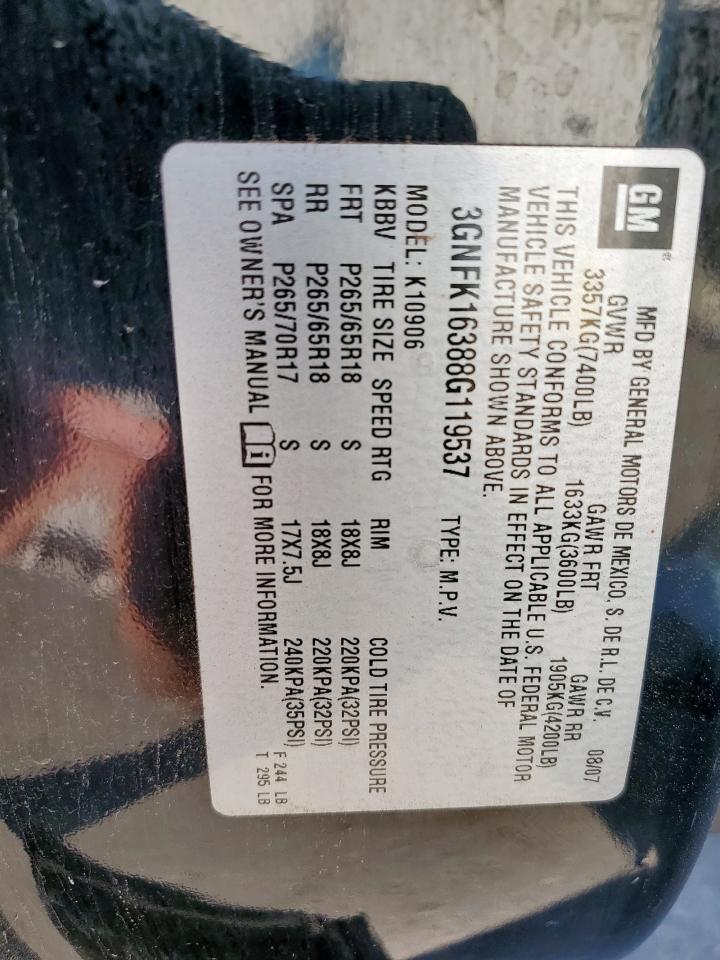 GM
MFD BY GENERAL MOTORS DE MEXICO, S. DE R.L. DE C.V. 08/07
GVWR GAWR FRT GAWR RR
3357KG(7400LB) 1633KG(3600LB) 1905KG(4200LB)
THIS VEHICLE CONFORMS TO ALL APPLICABLE U.S. FEDERAL MOTOR
VEHICLE SAFETY STANDARDS IN EFFECT ON THE DATE OF
MANUFACTURE SHOWN ABOVE.
3GNFK16388G119537 TYPE: M.P.V.
MODEL: K10906
KBBV TIRE SIZE SPEED RTG RIM COLD TIRE PRESSURE
FRT P265/65R18 S 18X8J 220KPA(32PSI)
RR P265/65R18 S 18X8J 220KPA(32PSI)
SPA P265/70R17 S 17X7.5J 240KPA(35PSI)
SEE OWNER'S MANUAL i FOR MORE INFORMATION.
F 244 LB
T 295 LB